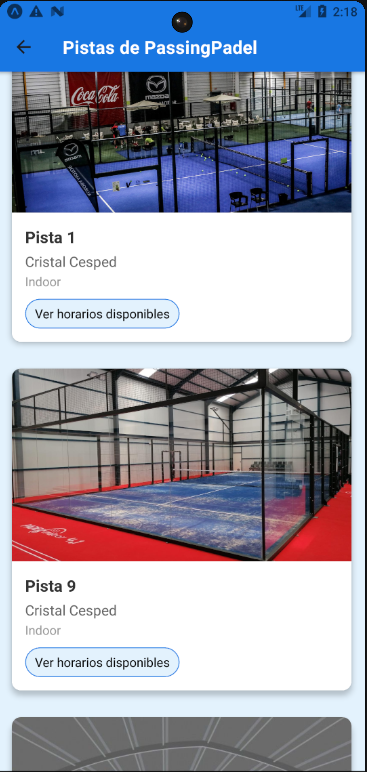 2:18
Pistas de PassingPadel
Coca-Cola
mazda
Pista 1
Cristal Cesped
Indoor
Ver horarios disponibles
Pista 9
Cristal Cesped
Indoor
Ver horarios disponibles